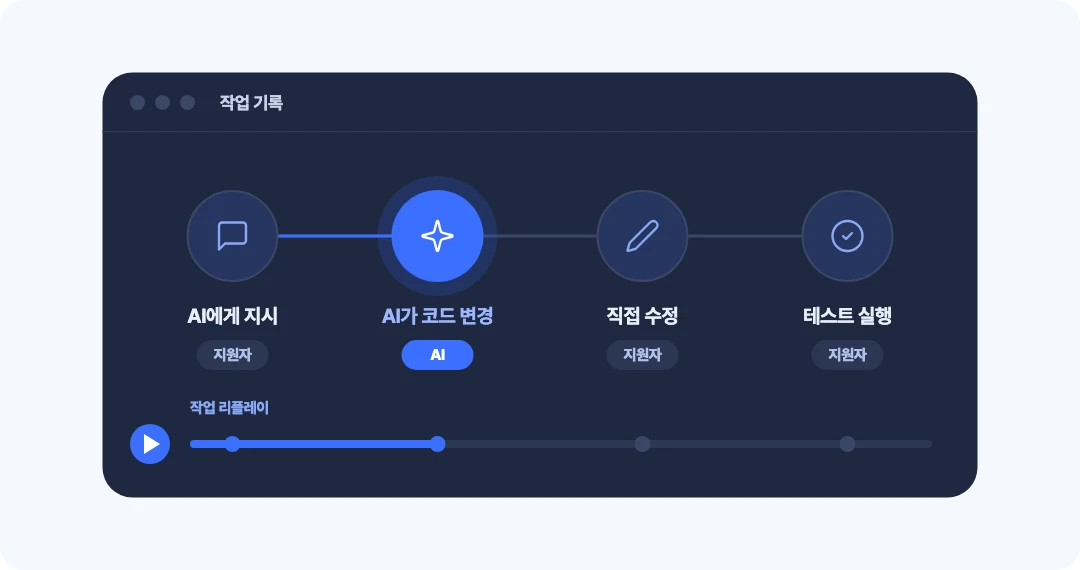 작업 기록
AI에게 지시
AI가 코드 변경
직접 수정
테스트 실행
지원자
AI
지원자
지원자
작업 리플레이